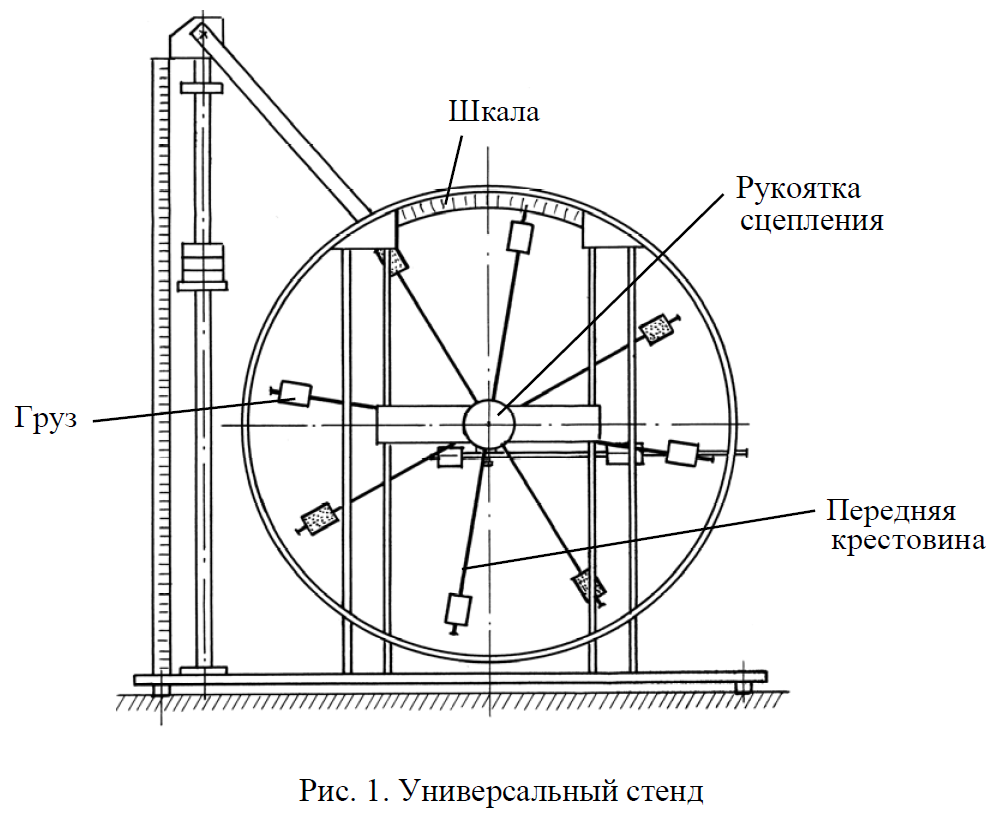 Шкала
Рукоятка
сцепления
Груз
Передняя
крестовина
Рис. 1. Универсальный стенд